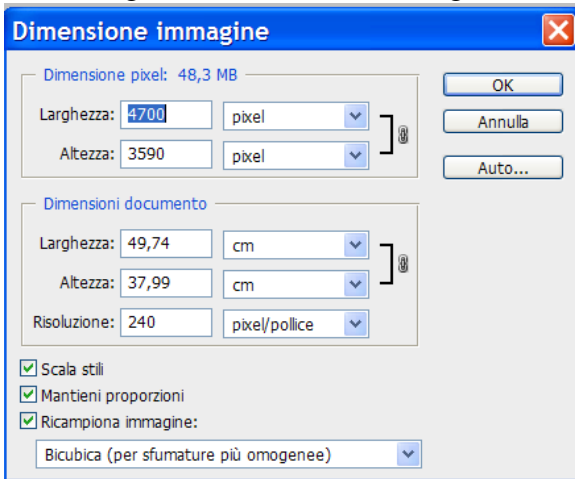 Dimensione immagine
Dimensione pixel: 48,3 MB
OK
Larghezza: 4700 pixel
Annulla
Altezza: 3590 pixel
Auto...
Dimensioni documento
Larghezza: 49,74 cm
Altezza: 37,99 cm
Risoluzione: 240 pixel/pollice
Scala stili
Mantieni proporzioni
Ricampiona immagine:
Bicubica (per sfumature più omogenee)